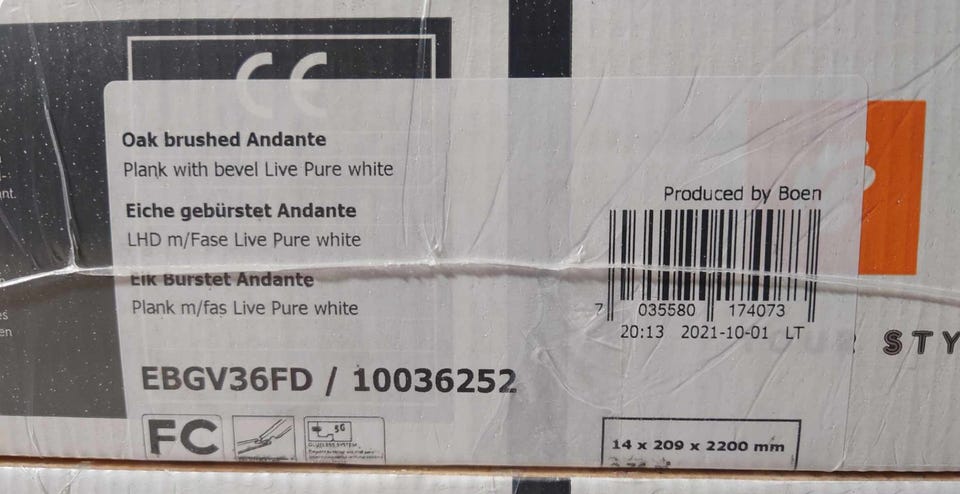 CE
Oak brushed Andante
Plank with bevel Live Pure white
Eiche gebürstet Andante
LHD m/Fase Live Pure white
Eik Børstet Andante
Plank m/fas Live Pure white
EBGV36FD / 10036252
FC
5G
Produced by Boen
7 035580 174073
20:13 2021-10-01 LT
STY
14 x 209 x 2200 mm